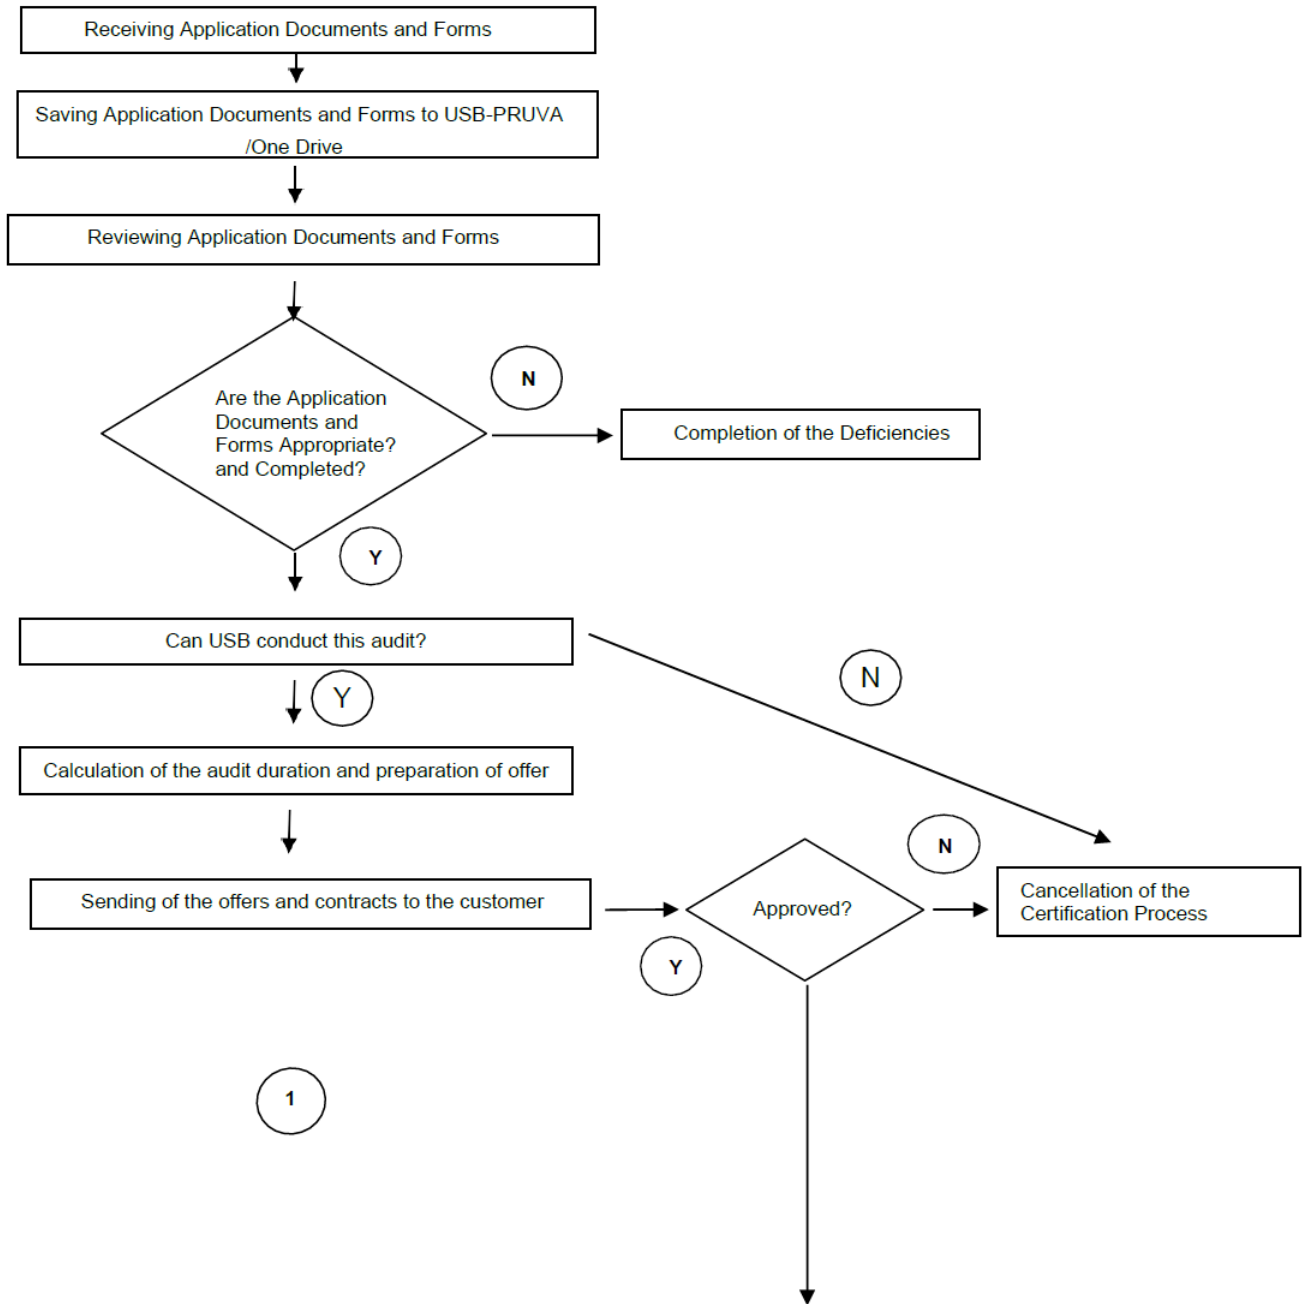 Receiving Application Documents and Forms
Saving Application Documents and Forms to USB-PRUVA
/One Drive
Reviewing Application Documents and Forms
Are the Application
Documents and
Forms Appropriate?
and Completed?
N
Completion of the Deficiencies
Y
Can USB conduct this audit?
N
Y
Calculation of the audit duration and preparation of offer
Sending of the offers and contracts to the customer
Approved?
N
Cancellation of the
Certification Process
Y
1